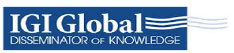 IGI Global
DISSEMINATOR OF KNOWLEDGE